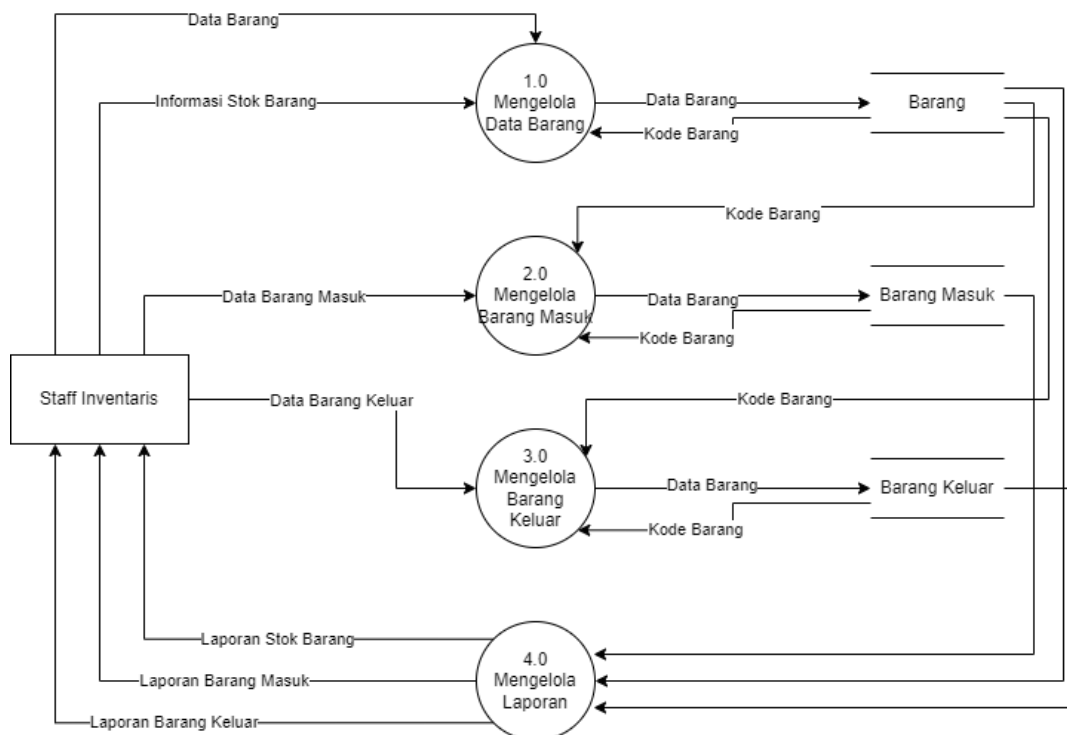 Data Barang
Informasi Stok Barang
1.0
Mengelola
Data Barang
Data Barang
Barang
Kode Barang
Kode Barang
Data Barang Masuk
2.0
Mengelola
Barang Masuk
Data Barang
Barang Masuk
Kode Barang
Staff Inventaris
Data Barang Keluar
Kode Barang
3.0
Mengelola
Barang
Keluar
Data Barang
Barang Keluar
Kode Barang
Laporan Stok Barang
4.0
Mengelola
Laporan
Laporan Barang Masuk
Laporan Barang Keluar